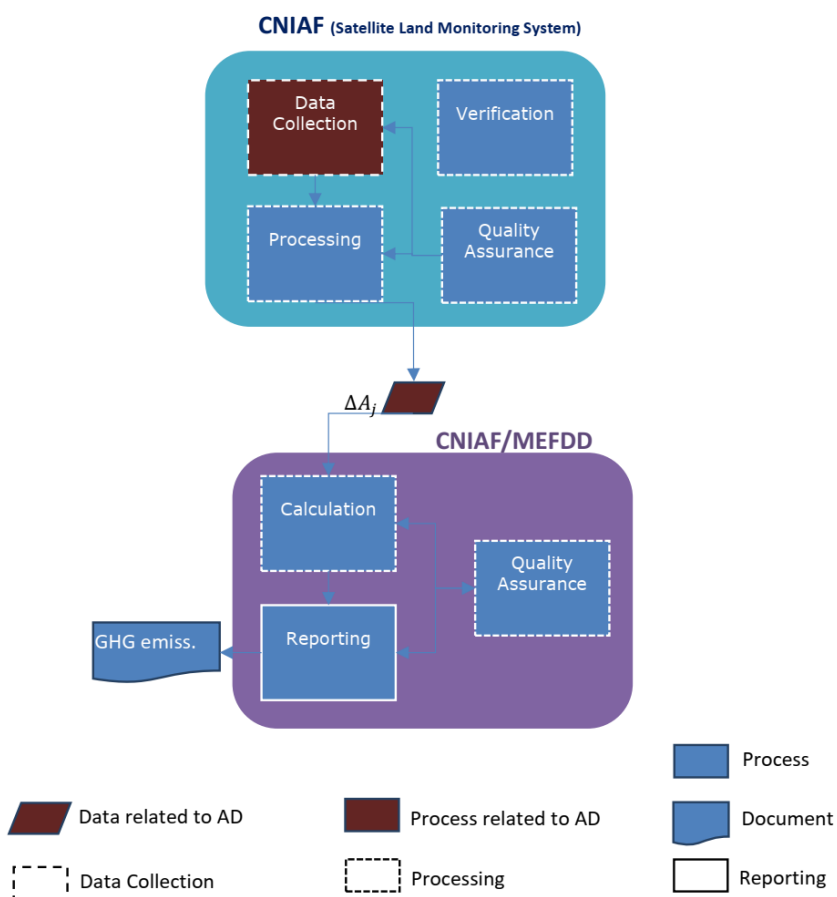 CNIAF (Satellite Land Monitoring System)
Data
Collection
Verification
Processing
Quality
Assurance
ΔA_j
CNIAF/MEFDD
Calculation
Quality
Assurance
Reporting
GHG emiss.
Process
Data related to AD
Process related to AD
Document
Data Collection
Processing
Reporting